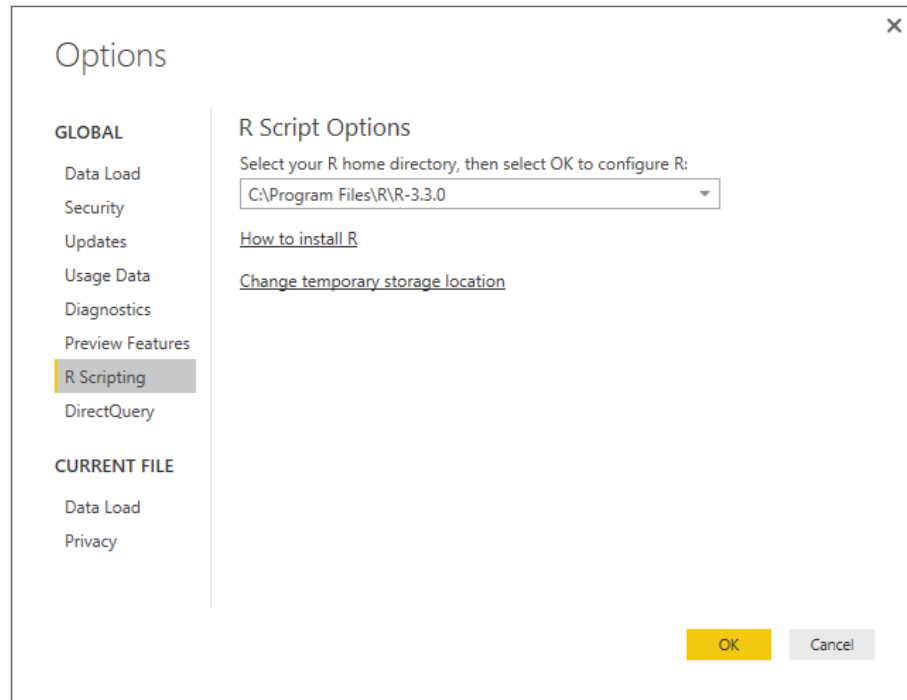 Options
GLOBAL
Data Load
Security
Updates
Usage Data
Diagnostics
Preview Features
R Scripting
DirectQuery
CURRENT FILE
Data Load
Privacy
R Script Options
Select your R home directory, then select OK to configure R:
C:\Program Files\R\R-3.3.0
How to install R
Change temporary storage location
OK
Cancel